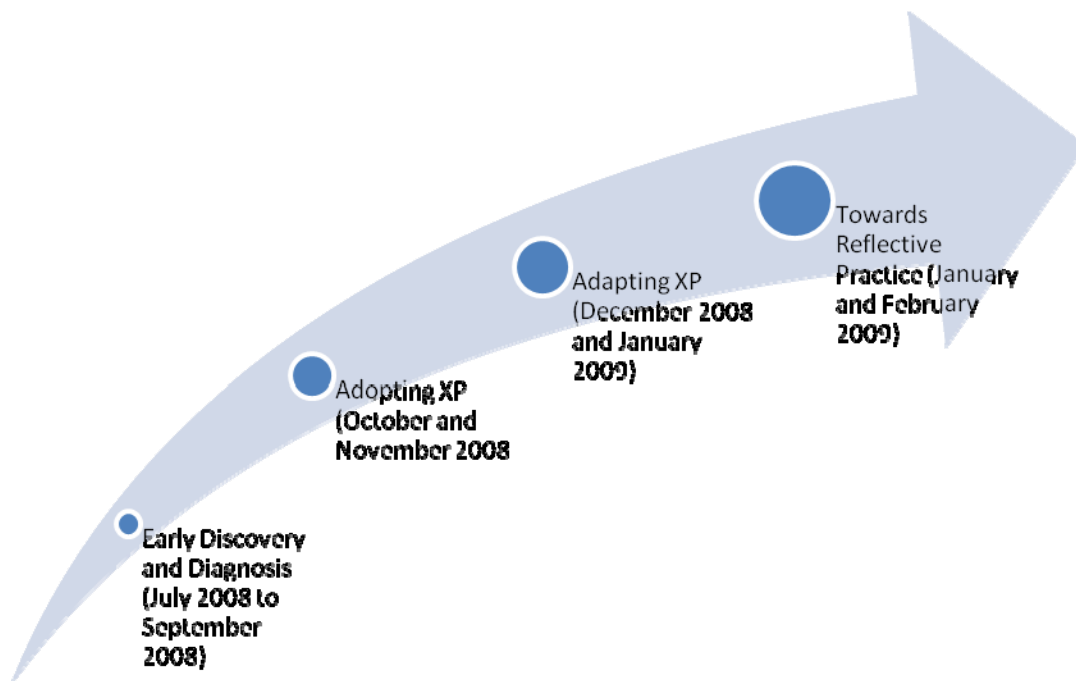 Early Discovery
and Diagnosis
(July 2008 to
September
2008)
Adopting XP
(October and
November 2008
Adapting XP
(December 2008
and January
2009)
Towards
Reflective
Practice (January
and February
2009)